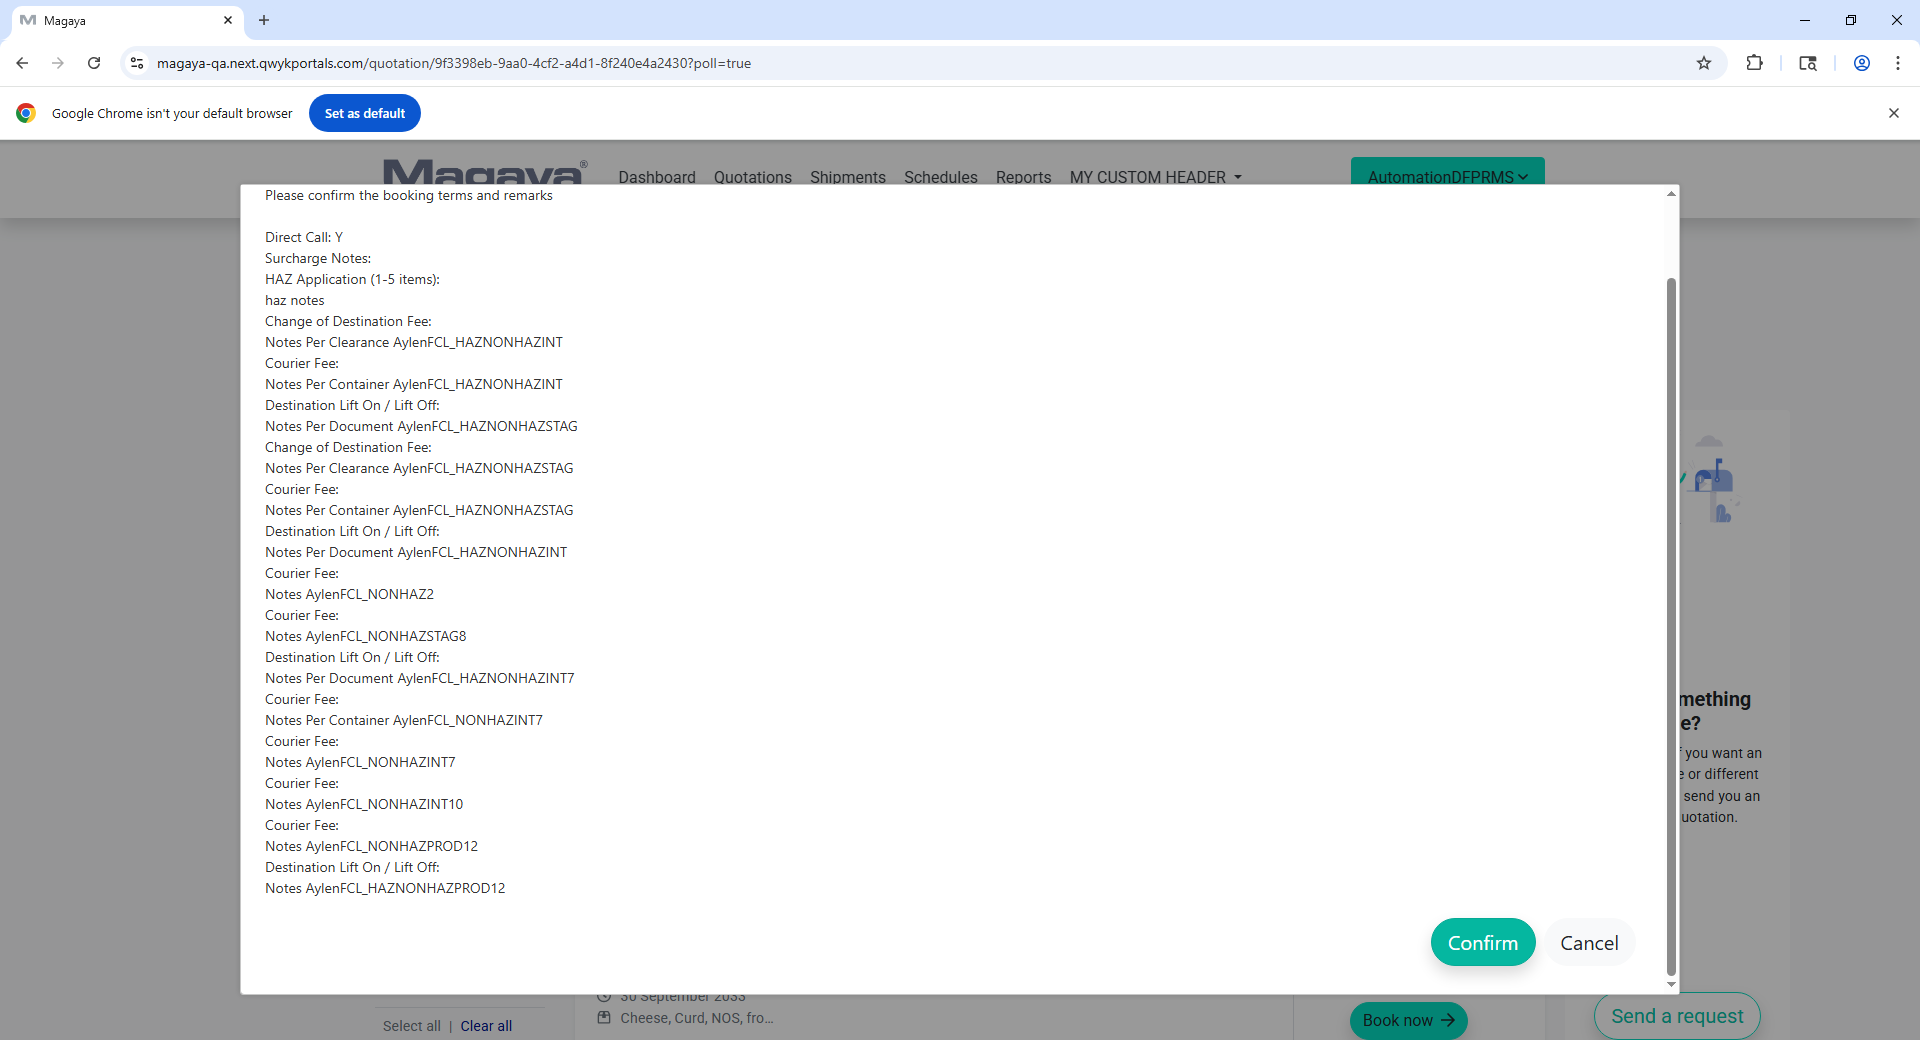 Magaya
magaya-qa.next.qwykportals.com/quotation/9f3398eb-9aa0-4cf2-a4d1-8f240e4a2430?poll=true
Google Chrome isn't your default browser
Set as default
Magaya®
Dashboard
Quotations
Shipments
Schedules
Reports
MY CUSTOM HEADER
AutomationDFPRMS
Please confirm the booking terms and remarks
Direct Call: Y
Surcharge Notes:
HAZ Application (1-5 items):
haz notes
Change of Destination Fee:
Notes Per Clearance AylenFCL_HAZNONHAZINT
Courier Fee:
Notes Per Container AylenFCL_HAZNONHAZINT
Destination Lift On / Lift Off:
Notes Per Document AylenFCL_HAZNONHAZSTAG
Change of Destination Fee:
Notes Per Clearance AylenFCL_HAZNONHAZSTAG
Courier Fee:
Notes Per Container AylenFCL_HAZNONHAZSTAG
Destination Lift On / Lift Off:
Notes Per Document AylenFCL_HAZNONHAZINT
Courier Fee:
Notes AylenFCL_NONHAZ2
Courier Fee:
Notes AylenFCL_NONHAZSTAG8
Destination Lift On / Lift Off:
Notes Per Document AylenFCL_HAZNONHAZINT7
Courier Fee:
Notes Per Container AylenFCL_NONHAZINT7
Courier Fee:
Notes AylenFCL_NONHAZINT7
Courier Fee:
Notes AylenFCL_NONHAZINT10
Courier Fee:
Notes AylenFCL_NONHAZPROD12
Destination Lift On / Lift Off:
Notes AylenFCL_HAZNONHAZPROD12
Confirm
Cancel
mething
e?
you want an
e or different
send you an
uotation.
30 September 2033
Cheese, Curd, NOS, fro...
Select all | Clear all
Book now
Send a request